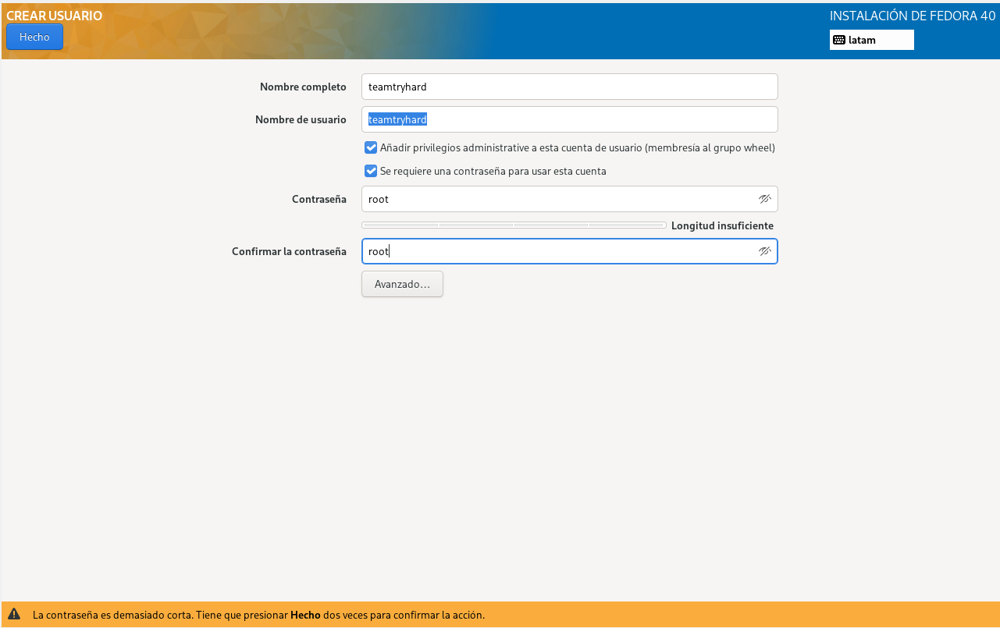 CREAR USUARIO
INSTALACIÓN DE FEDORA 40
Hecho
latam
Nombre completo
teamtryhard
Nombre de usuario
teamtryhard
Añadir privilegios administrative a esta cuenta de usuario (membresía al grupo wheel)
Se requiere una contraseña para usar esta cuenta
Contraseña
root
Longitud insuficiente
Confirmar la contraseña
root
Avanzado...
La contraseña es demasiado corta. Tiene que presionar Hecho dos veces para confirmar la acción.